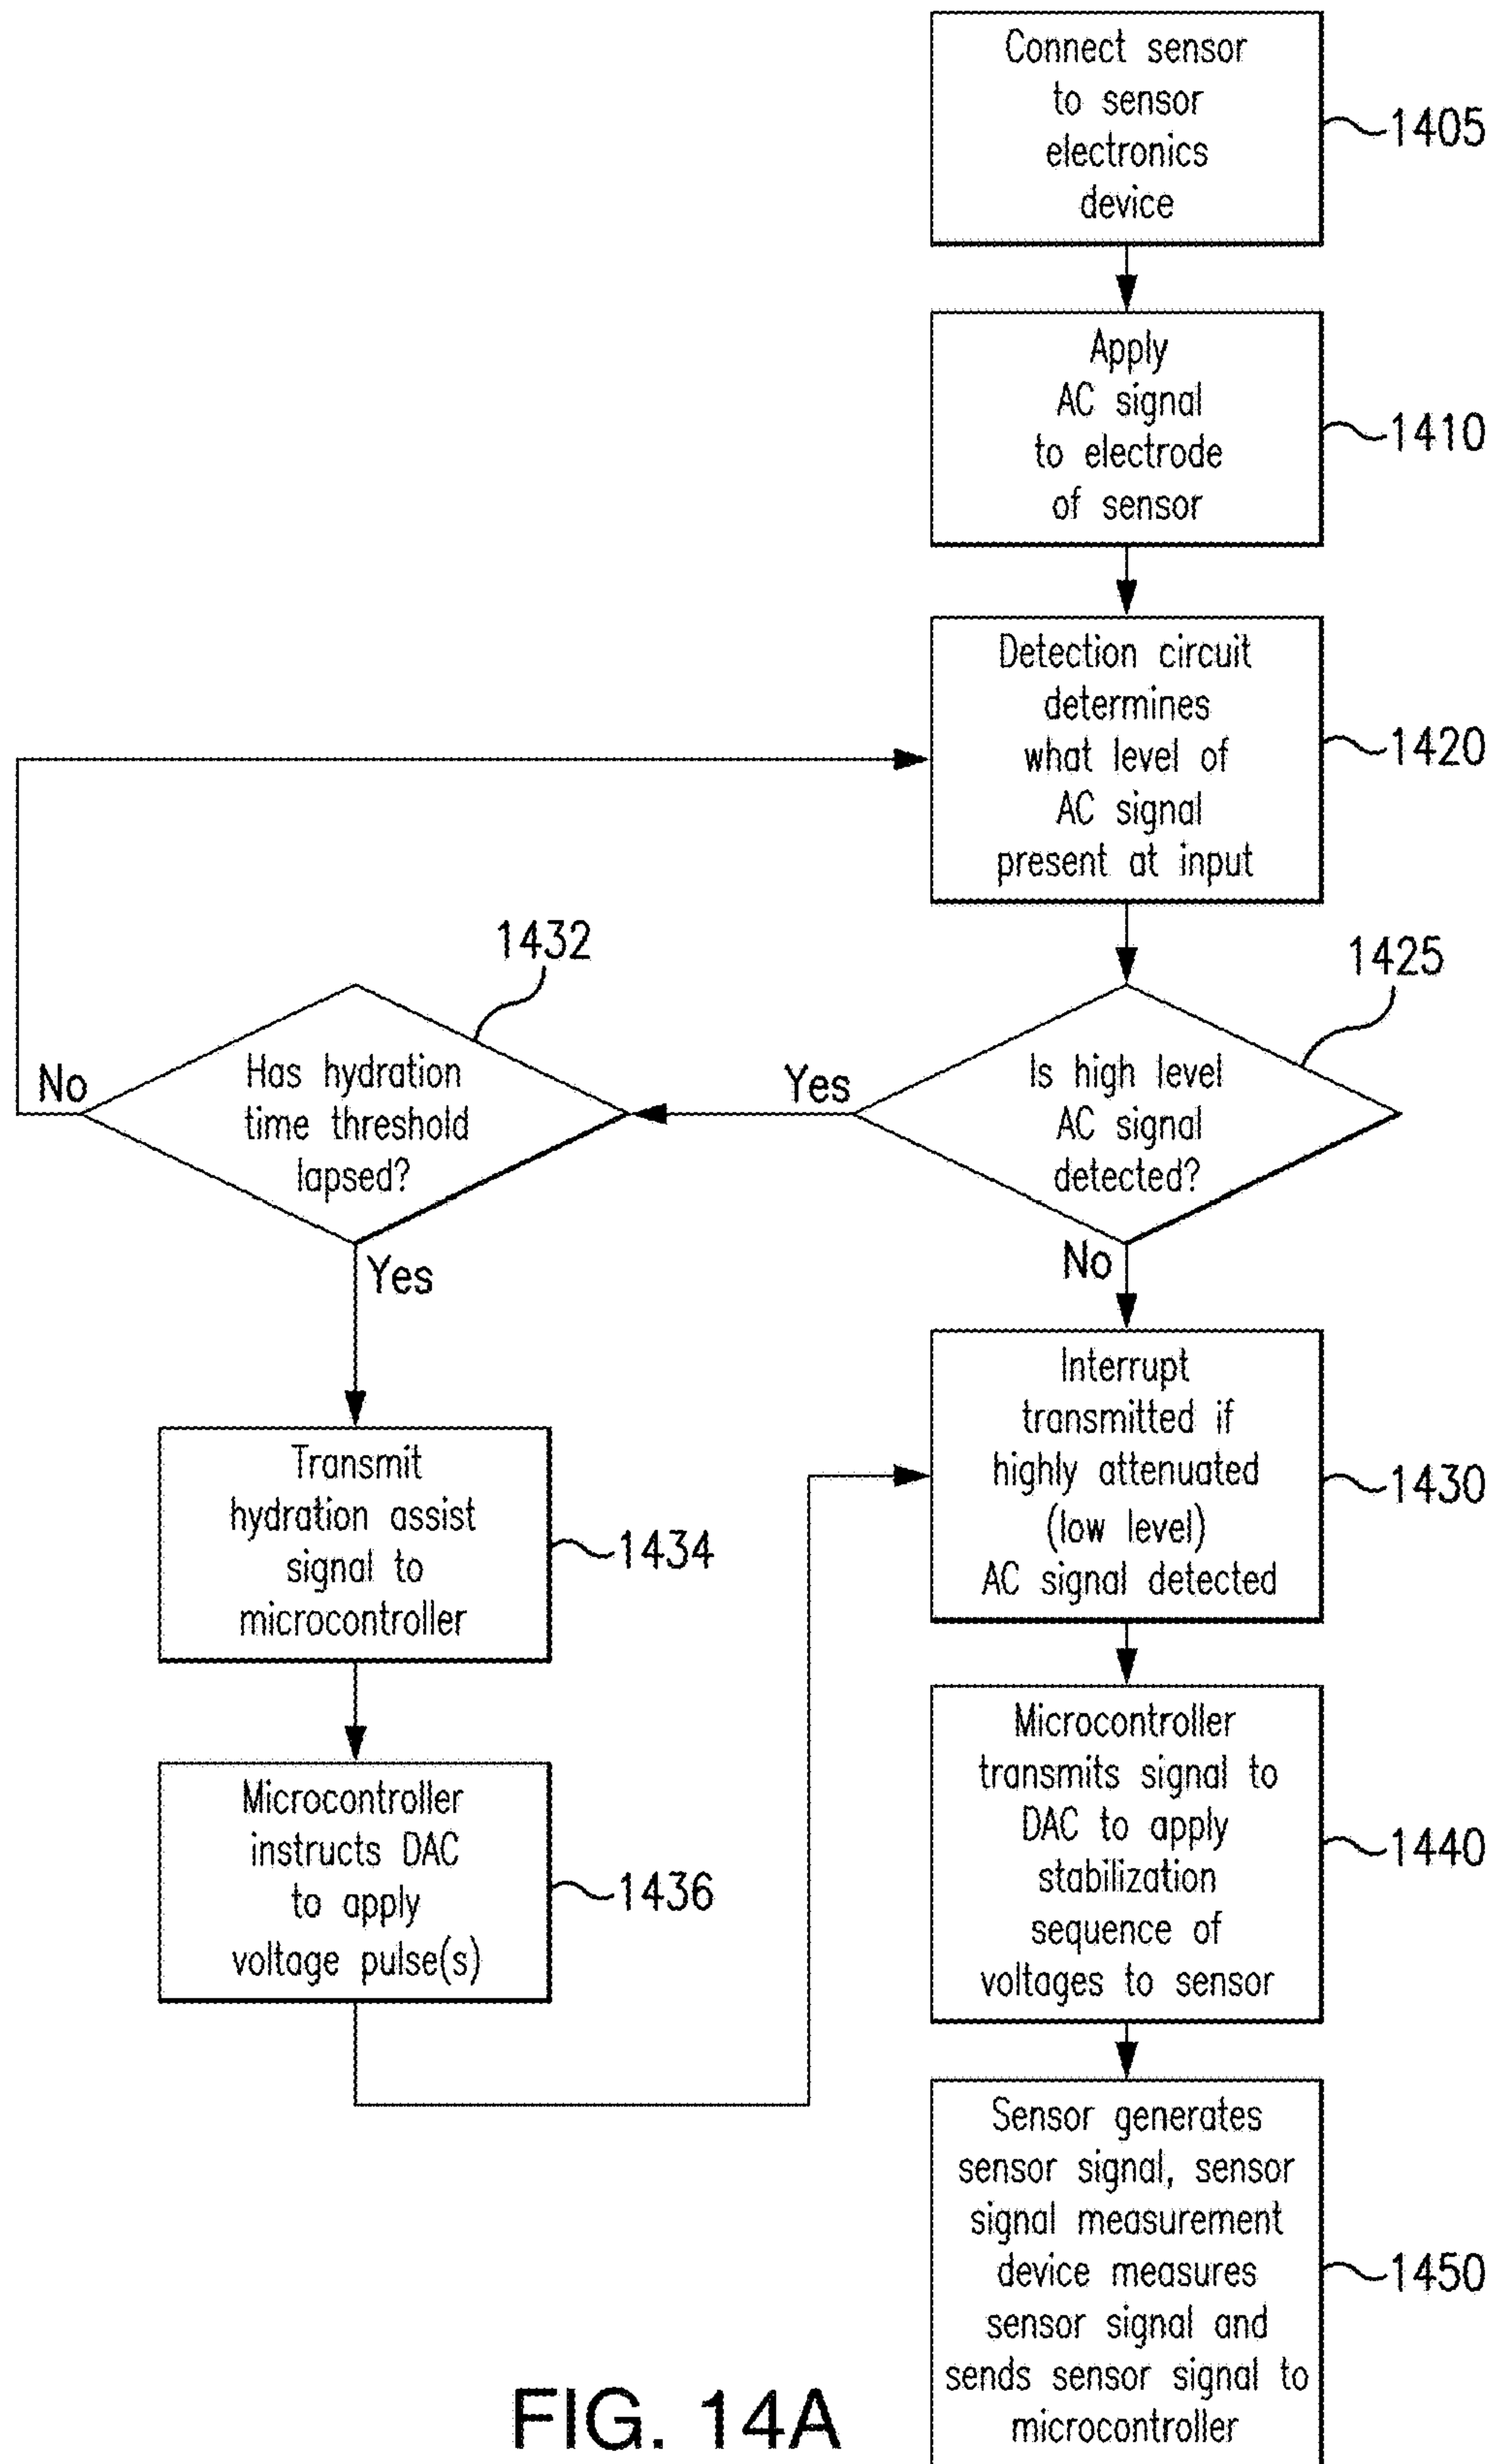 Connect sensor
to sensor
electronics
device
1405
Apply
AC signal
to electrode
of sensor
1410
Detection circuit
determines
what level of
AC signal
present at input
1420
1432
1425
No
Has hydration
time threshold
lapsed?
Yes
Is high level
AC signal
detected?
Yes
No
Transmit
hydration assist
signal to
microcontroller
1434
Interrupt
transmitted if
highly attenuated
(low level)
AC signal detected
1430
Microcontroller
instructs DAC
to apply
voltage pulse(s)
1436
Microcontroller
transmits signal to
DAC to apply
stabilization
sequence of
voltages to sensor
1440
Sensor generates
sensor signal, sensor
signal measurement
device measures
sensor signal and
sends sensor signal to
microcontroller
1450
FIG. 14A